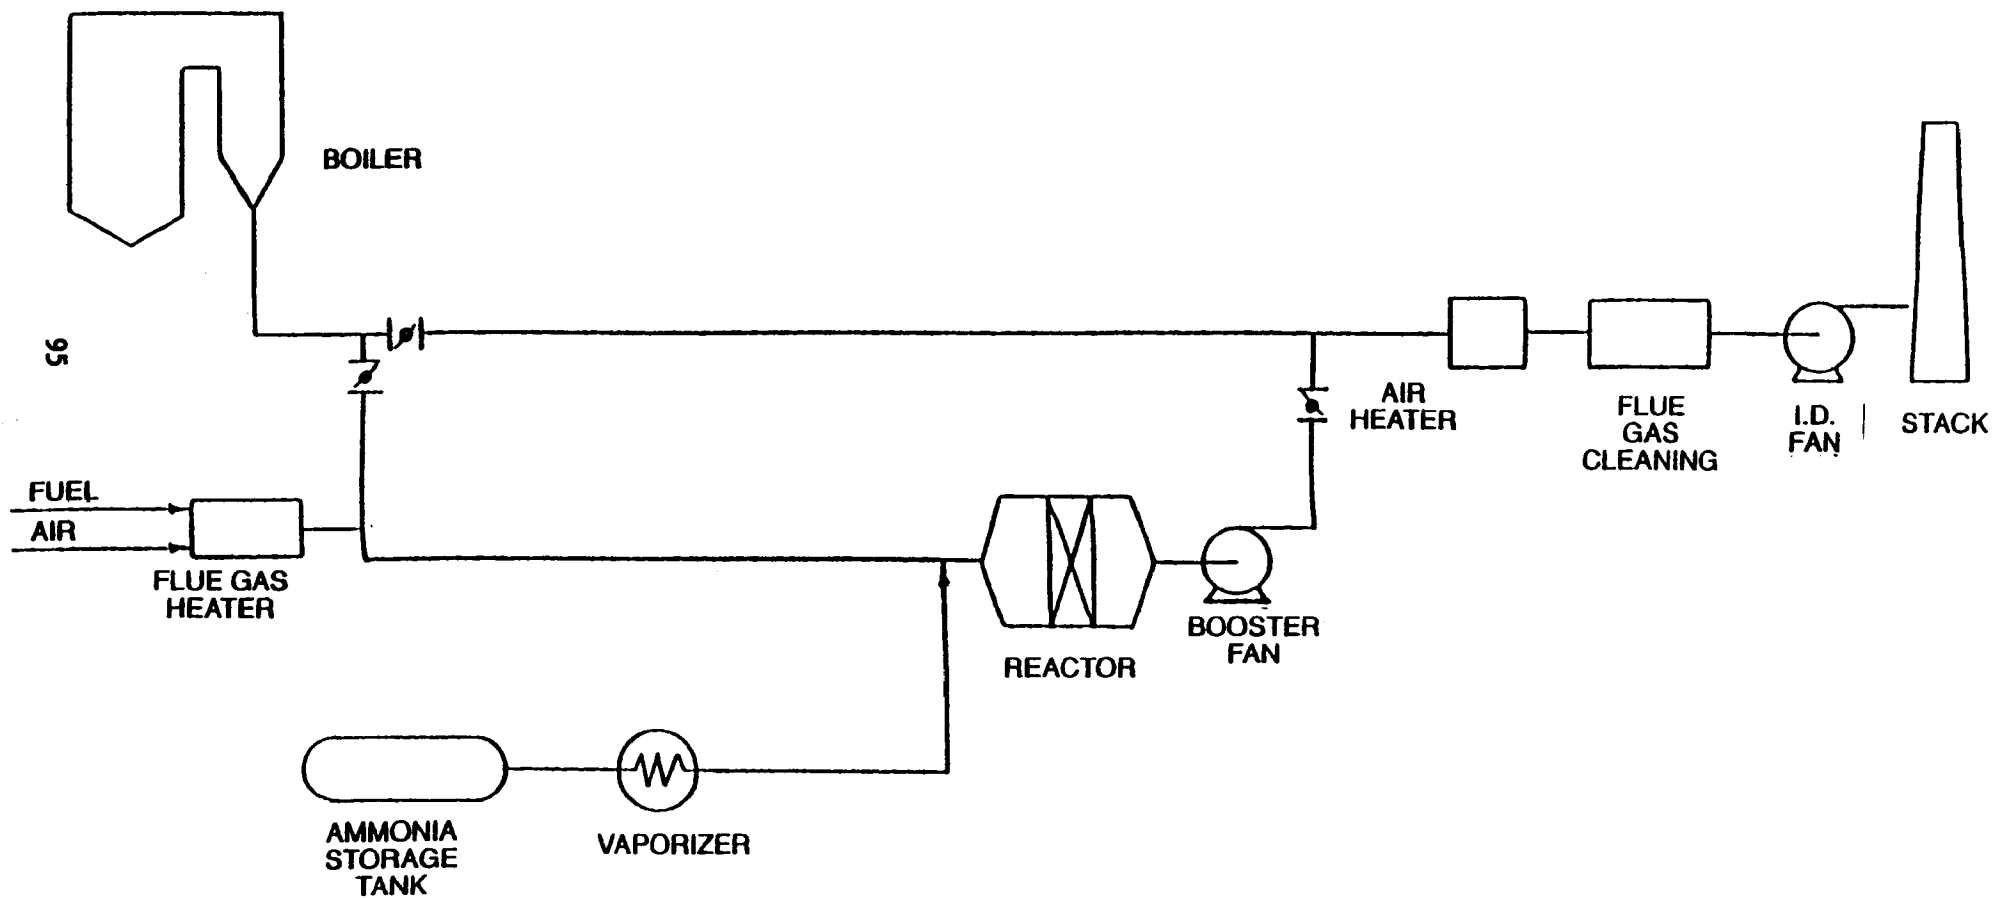 BOILER
95
AIR
HEATER
FLUE
GAS
CLEANING
I.D.
FAN
STACK
FUEL
AIR
FLUE GAS
HEATER
REACTOR
BOOSTER
FAN
AMMONIA
STORAGE
TANK
VAPORIZER